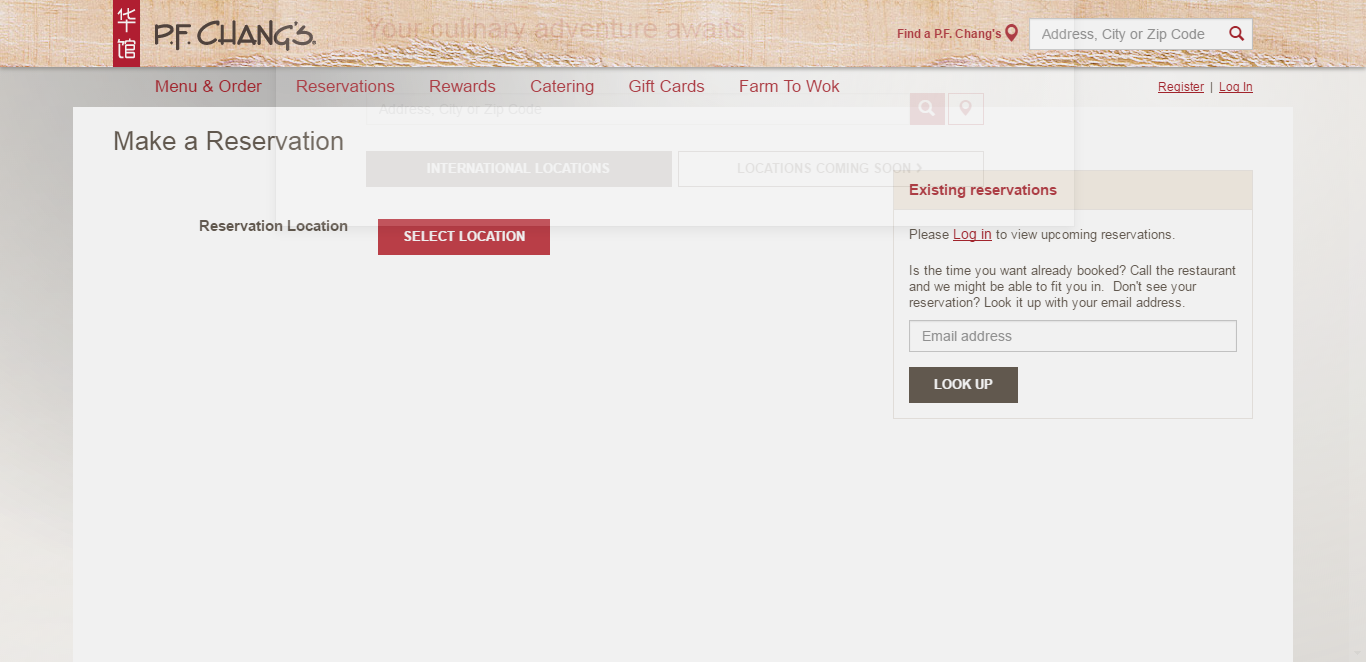 华馆
P.F. CHANG'S
Your culinary adventure awaits
Find a P.F. Chang's
Address, City or Zip Code
Menu & Order
Reservations
Rewards
Catering
Gift Cards
Farm To Wok
Register | Log In
Address, City or Zip Code
Make a Reservation
INTERNATIONAL LOCATIONS
LOCATIONS COMING SOON >
Existing reservations
Reservation Location
SELECT LOCATION
Please Log in to view upcoming reservations.
Is the time you want already booked? Call the restaurant
and we might be able to fit you in. Don't see your
reservation? Look it up with your email address.
Email address
LOOK UP